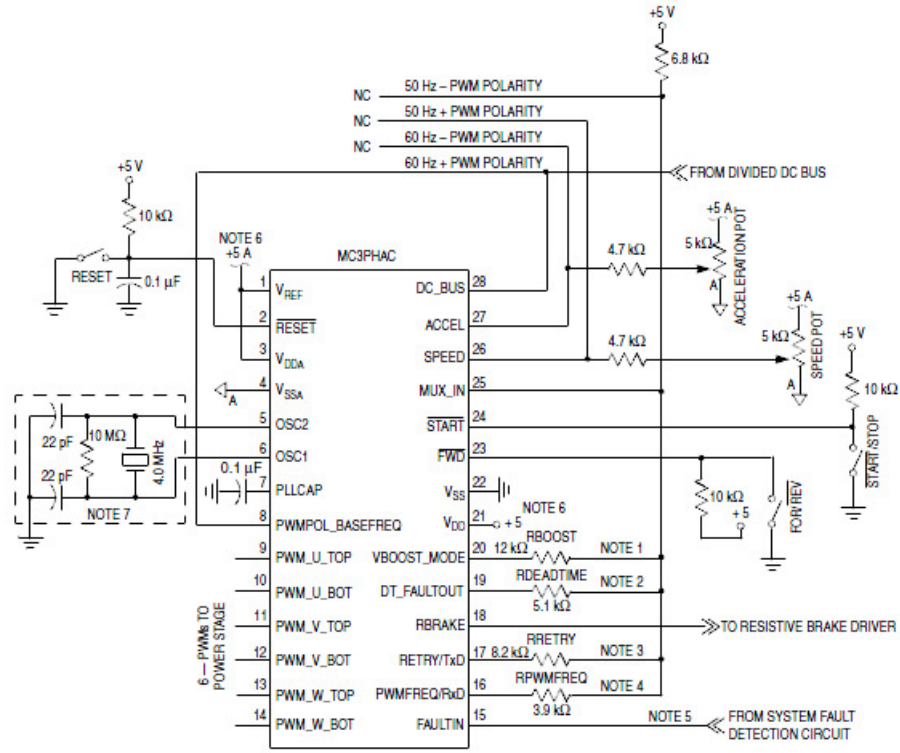 +5 V
6.8 kΩ
NC 50 Hz – PWM POLARITY
NC 50 Hz + PWM POLARITY
NC 60 Hz – PWM POLARITY
60 Hz + PWM POLARITY
FROM DIVIDED DC BUS
+5 V
10 kΩ
RESET
0.1 µF
NOTE 6
+5 A
MC3PHAC
4.7 kΩ
+5 A
5 kΩ
A
ACCELERATION POT
4.7 kΩ
+5 A
5 kΩ
A
SPEED POT
+5 V
10 kΩ
START/STOP
1 VREF
2 RESET
3 VDDA
4 VSSA
A
5 OSC2
6 OSC1
7 PLLCAP
0.1 µF
8 PWMPOL_BASEFREQ
9 PWM_U_TOP
10 PWM_U_BOT
11 PWM_V_TOP
12 PWM_V_BOT
13 PWM_W_TOP
14 PWM_W_BOT
22 pF
10 MΩ
4.0 MHz
22 pF
NOTE 7
6 — PWMs TO
POWER STAGE
DC_BUS 28
ACCEL 27
SPEED 26
MUX_IN 25
START 24
FWD 23
VSS 22
VDD 21
NOTE 6
+ 5
10 kΩ
+ 5
FOR/REV
VBOOST_MODE 20 12 kΩ RBOOST NOTE 1
DT_FAULTOUT 19 RDEADTIME NOTE 2
5.1 kΩ
RBRAKE 18 TO RESISTIVE BRAKE DRIVER
RETRY/TxD 17 8.2 kΩ RRETRY NOTE 3
PWMFREQ/RxD 16 RPWMFREQ NOTE 4
3.9 kΩ
FAULTIN 15 NOTE 5 FROM SYSTEM FAULT
DETECTION CIRCUIT